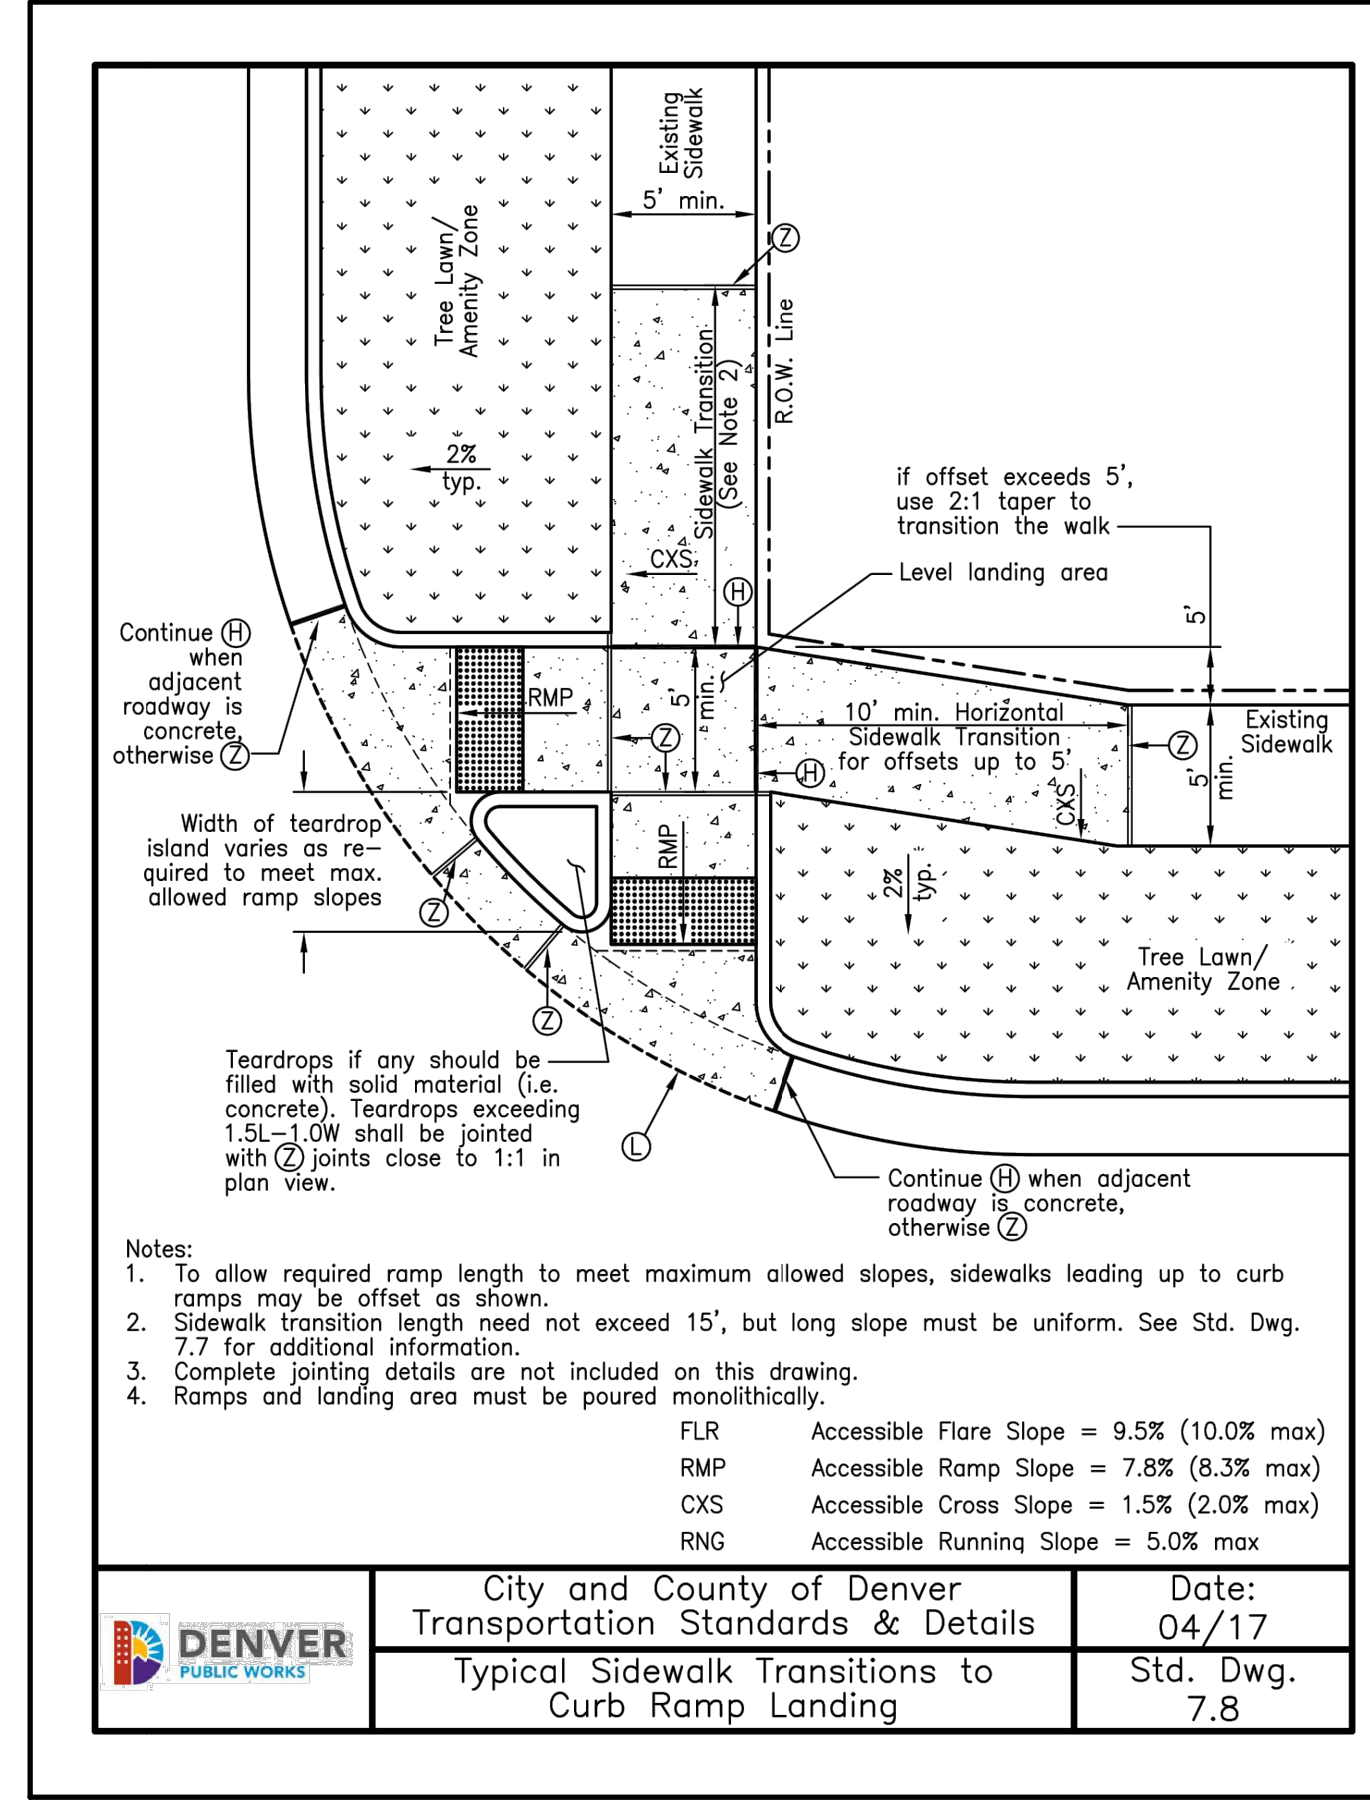 Existing
Sidewalk
5' min.
Z
Tree Lawn/
Amenity Zone
Sidewalk Transition
(See Note 2)
R.O.W. Line
2%
typ.
CXS
H
if offset exceeds 5',
use 2:1 taper to
transition the walk
Level landing area
5'
Continue H
when
adjacent
roadway is
concrete,
otherwise Z
RMP
5'
min.
Z
10' min. Horizontal
Sidewalk Transition
for offsets up to 5'
H
CXS
Z
5'
min.
Existing
Sidewalk
Width of teardrop
island varies as re-
quired to meet max.
allowed ramp slopes
RMP
2%
typ.
Z
Tree Lawn/
Amenity Zone
Z
Teardrops if any should be
filled with solid material (i.e.
concrete). Teardrops exceeding
1.5L-1.0W shall be jointed
with Z joints close to 1:1 in
plan view.
L
Continue H when adjacent
roadway is concrete,
otherwise Z
Notes:
1. To allow required ramp length to meet maximum allowed slopes, sidewalks leading up to curb
ramps may be offset as shown.
2. Sidewalk transition length need not exceed 15', but long slope must be uniform. See Std. Dwg.
7.7 for additional information.
3. Complete jointing details are not included on this drawing.
4. Ramps and landing area must be poured monolithically.
FLR Accessible Flare Slope = 9.5% (10.0% max)
RMP Accessible Ramp Slope = 7.8% (8.3% max)
CXS Accessible Cross Slope = 1.5% (2.0% max)
RNG Accessible Running Slope = 5.0% max
DENVER
PUBLIC WORKS
City and County of Denver
Transportation Standards & Details
Typical Sidewalk Transitions to
Curb Ramp Landing
Date:
04/17
Std. Dwg.
7.8